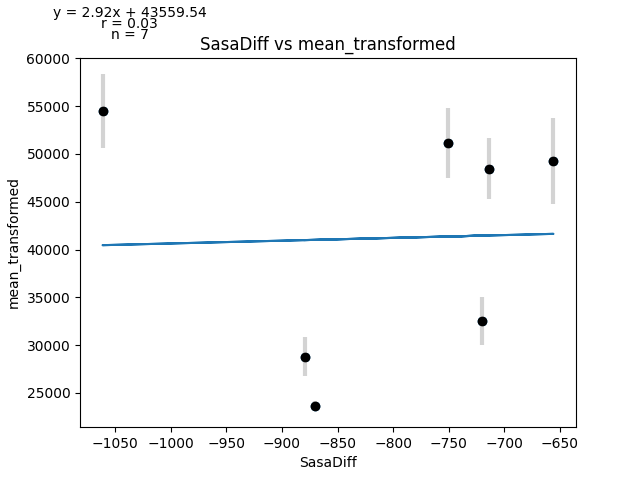 y = 2.92x + 43559.54
r = 0.03
n = 7
SasaDiff vs mean_transformed
60000
55000
50000
45000
40000
35000
30000
25000
mean_transformed
−1050 −1000 −950 −900 −850 −800 −750 −700 −650
SasaDiff